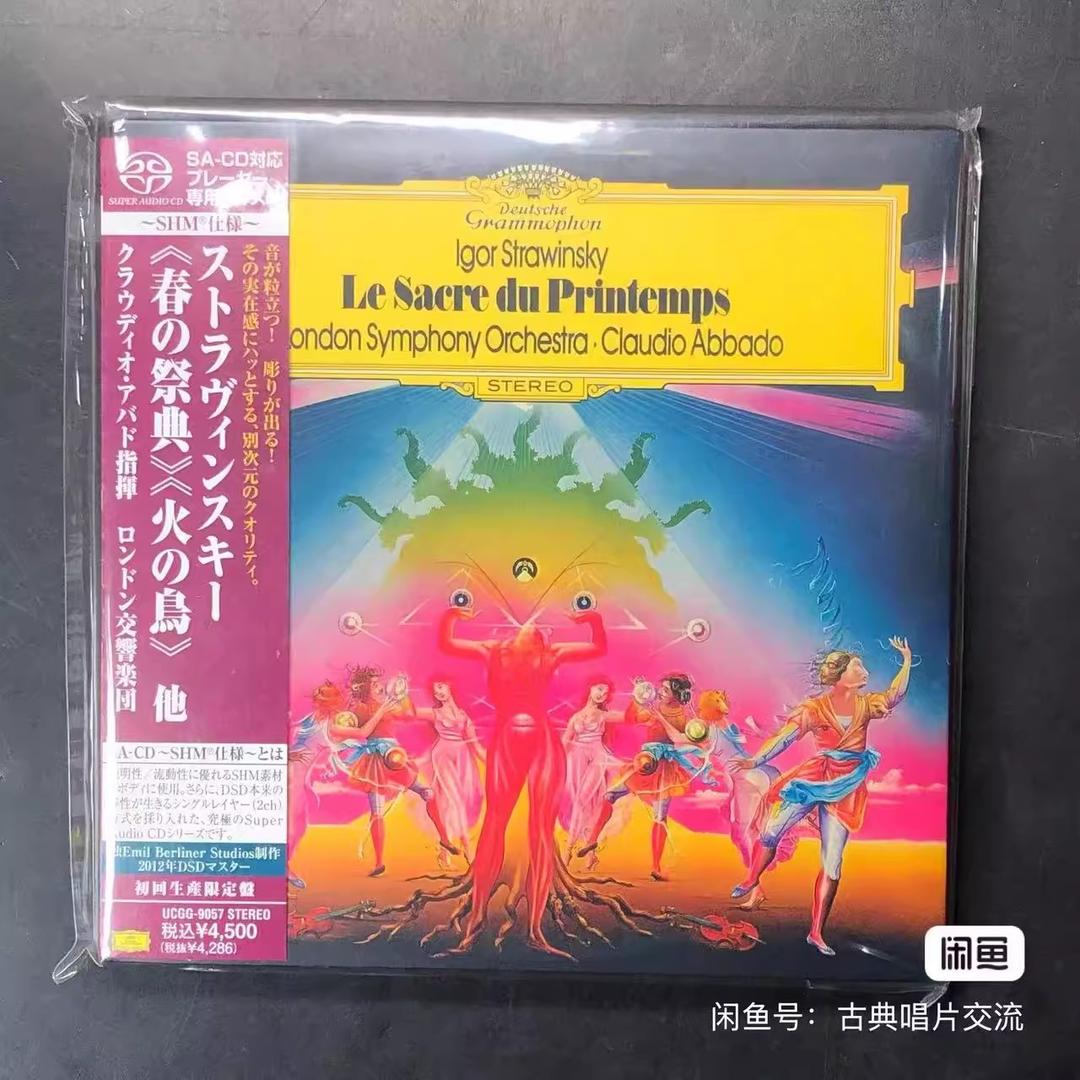 SA-CD対応
プレーヤー
専用
SUPER AUDIO CD
～SHM®仕様～
音が粒立つ！ 彫りが出る！
その実在感にハッとする、別次元のクオリティ。
ストラヴィンスキー
《春の祭典》《火の鳥》 他
クラウディオ・アバド指揮 ロンドン交響楽団
A-CD～SHM®仕様～とは
明性／流動性に優れるSHM素材
ボディに使用。さらに、DSD本来の
性が生きるシングルレイヤー(2ch)
式を採り入れた、究極のSuper
udio CDシリーズです。
Emil Berliner Studios制作
2012年DSDマスター
初回生産限定盤
UCGG-9057 STEREO
税込¥4,500
(税抜¥4,286)
Deutsche
Grammophon
Igor Strawinsky
Le Sacre du Printemps
ondon Symphony Orchestra · Claudio Abbado
STEREO
闲鱼
闲鱼号：古典唱片交流